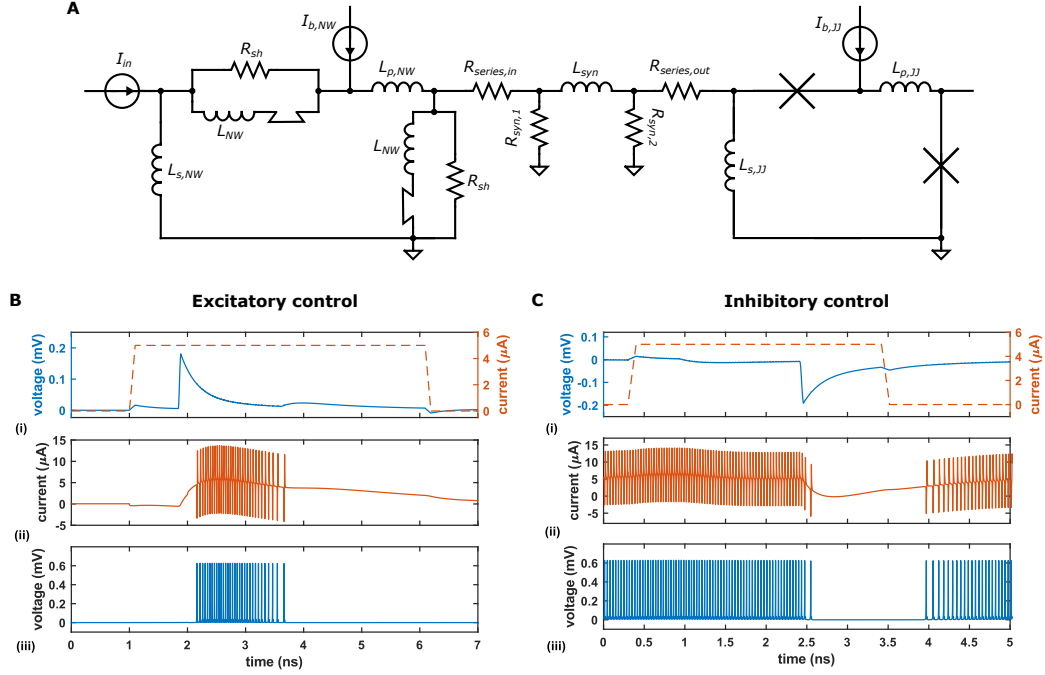 A
I_in
R_sh
L_NW
L_s,NW
I_b,NW
L_p,NW
L_NW
R_sh
R_series,in
R_syn,1
L_syn
R_syn,2
R_series,out
L_s,JJ
I_b,JJ
L_p,JJ
B Excitatory control
voltage (mV)
0.2
0.1
0
6
4
2
0
current (μA)
(i)
current (μA)
15
10
5
0
-5
(ii)
voltage (mV)
0.6
0.4
0.2
0
(iii)
0 1 2 3 4 5 6 7
time (ns)
C Inhibitory control
voltage (mV)
0.1
0
-0.1
-0.2
6
4
2
0
current (μA)
(i)
current (μA)
15
10
5
0
-5
(ii)
voltage (mV)
0.6
0.4
0.2
0
(iii)
0 0.5 1 1.5 2 2.5 3 3.5 4 4.5 5
time (ns)